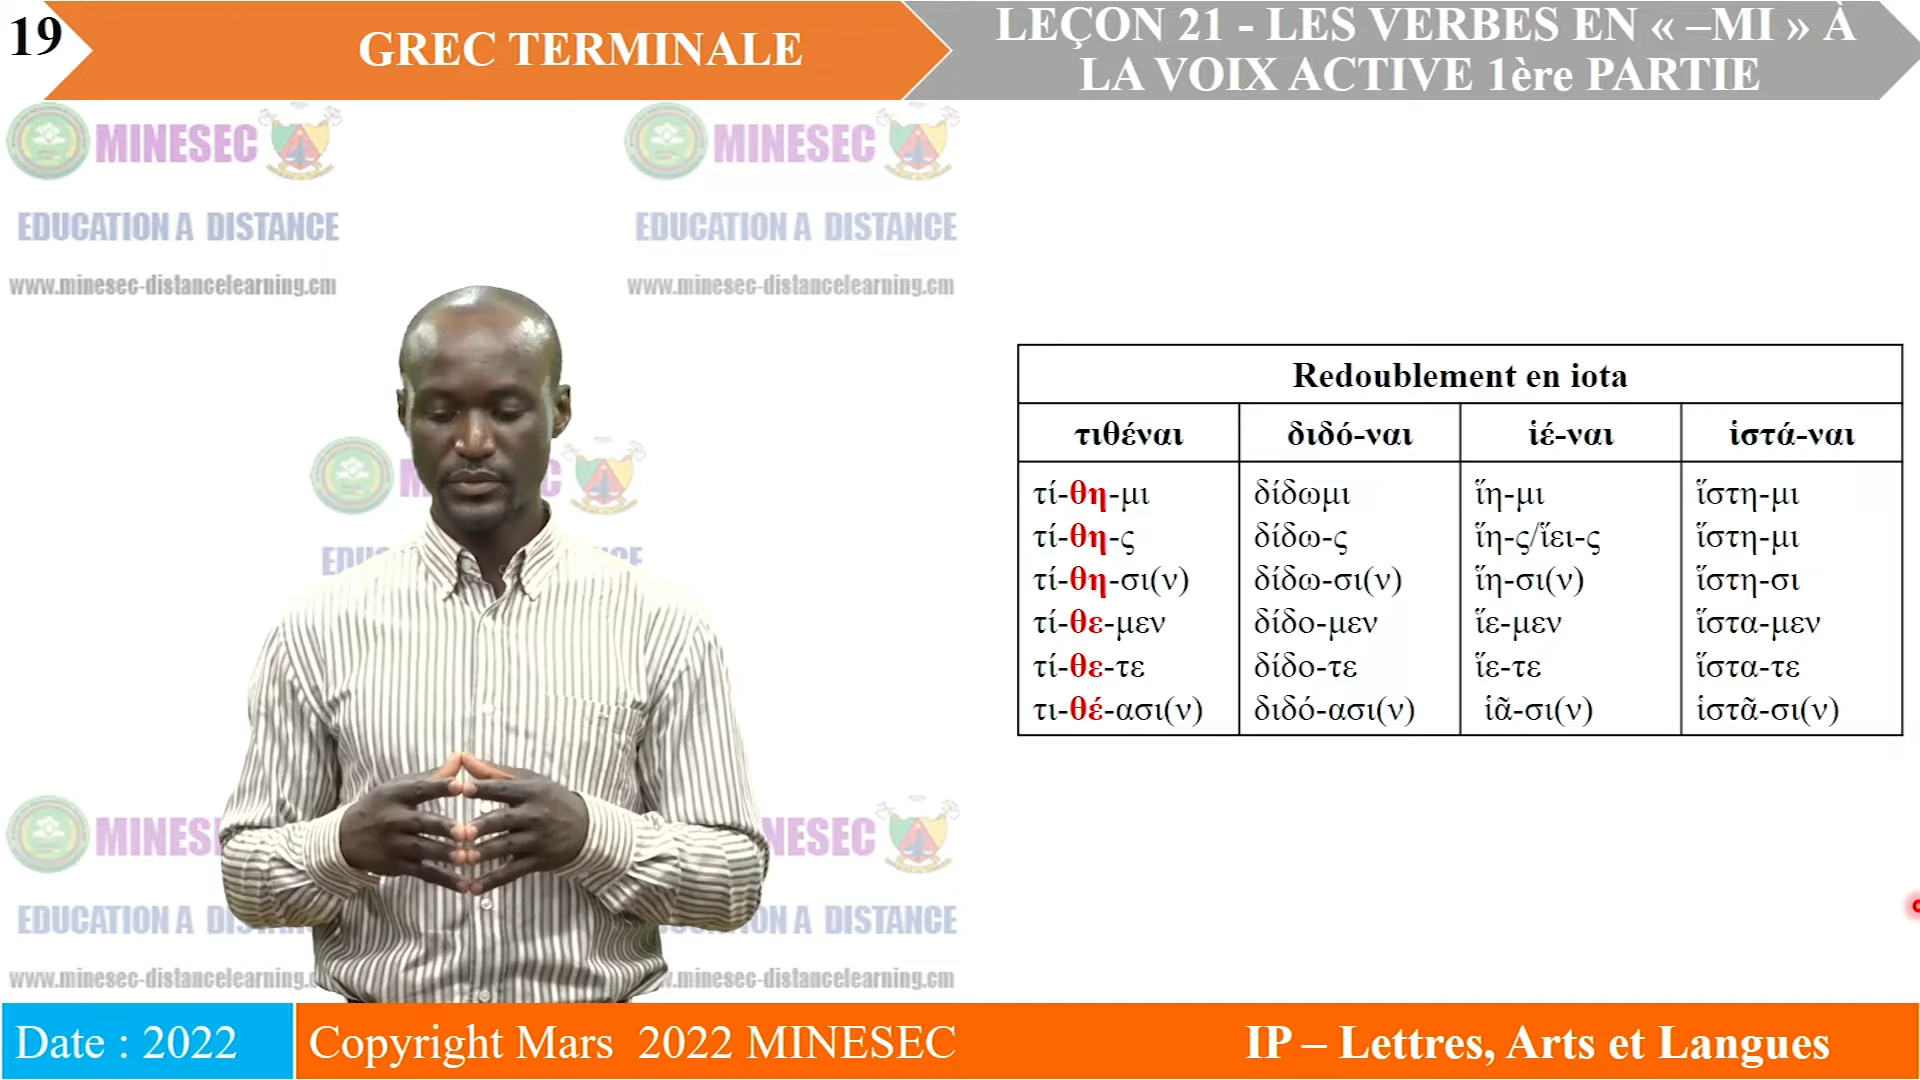 19
GREC TERMINALE
LEÇON 21 - LES VERBES EN « –MI » À
LA VOIX ACTIVE 1ère PARTIE
MINESEC
EDUCATION A DISTANCE
www.minesec-distancelearning.cm
MINESEC
EDUCATION A DISTANCE
www.minesec-distancelearning.cm
Redoublement en iota
τιθέναι διδό-ναι ἱέ-ναι ἱστά-ναι
τί-θη-μι δίδωμι ἵη-μι ἵστη-μι
τί-θη-ς δίδω-ς ἵη-ς/ἵει-ς ἵστη-μι
τί-θη-σι(ν) δίδω-σι(ν) ἵη-σι(ν) ἵστη-σι
τί-θε-μεν δίδο-μεν ἵε-μεν ἵστα-μεν
τί-θε-τε δίδο-τε ἵε-τε ἵστα-τε
τι-θέ-ασι(ν) διδό-ασι(ν) ἱᾶ-σι(ν) ἱστᾶ-σι(ν)
Date : 2022
Copyright Mars 2022 MINESEC
IP – Lettres, Arts et Langues